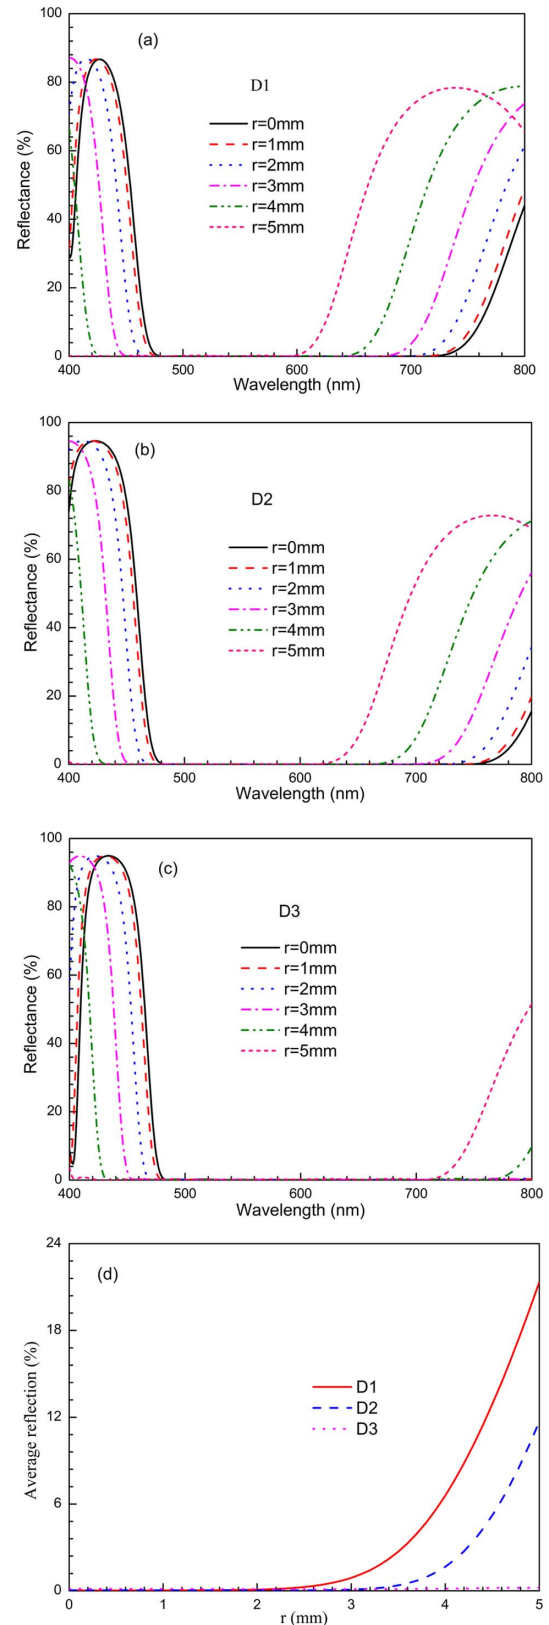 100
(a)
D1
80
r=0mm
r=1mm
60
r=2mm
r=3mm
r=4mm
40
r=5mm
20
0
400 500 600 700 800
Reflectance (%)
Wavelength (nm)
100
(b)
80
D2
r=0mm
60
r=1mm
r=2mm
r=3mm
40
r=4mm
r=5mm
20
0
400 500 600 700 800
Reflectance (%)
Wavelength (nm)
100
(c)
80
D3
r=0mm
60
r=1mm
r=2mm
r=3mm
40
r=4mm
r=5mm
20
0
400 500 600 700 800
Reflectance (%)
Wavelength (nm)
24
(d)
18
D1
12
D2
D3
6
0
0 1 2 3 4 5
Average reflection (%)
r (mm)